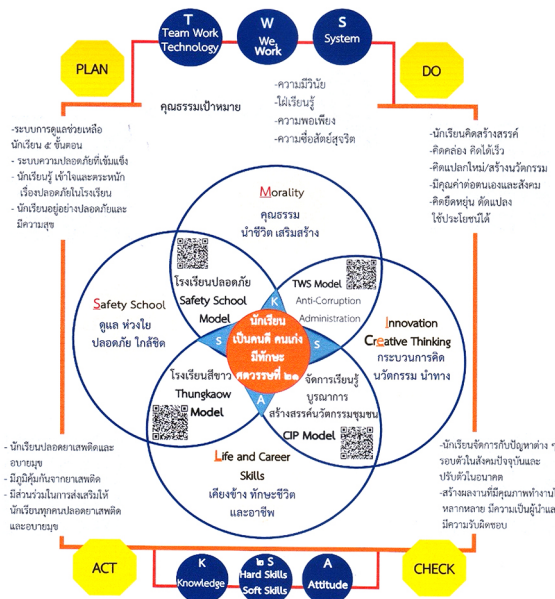 T
Team Work
Technology
W
We
Work
S
System
PLAN
DO
คุณธรรมเป้าหมาย
-ความมีวินัย
-ใฝ่เรียนรู้
-ความพอเพียง
-ความซื่อสัตย์สุจริต
-ระบบการดูแลช่วยเหลือ
นักเรียน ๕ ขั้นตอน
- ระบบความปลอดภัยที่เข้มแข็ง
- นักเรียนรู้ เข้าใจและตระหนัก
เรื่องปลอดภัยในโรงเรียน
- นักเรียนอยู่อย่างปลอดภัยและ
มีความสุข
-นักเรียนคิดสร้างสรรค์
-คิดคล่อง คิดได้เร็ว
-คิดแปลกใหม่/สร้างนวัตกรรม
-มีคุณค่าต่อตนเองและสังคม
-คิดยืดหยุ่น ดัดแปลง
ใช้ประโยชน์ได้
Morality
คุณธรรม
นำชีวิต เสริมสร้าง
โรงเรียนปลอดภัย
Safety School
Model
TWS Model
Anti-Corruption
Administration
Safety School
ดูแล ห่วงใย
ปลอดภัย ใกล้ชิด
K
S
S
A
นักเรียน
เป็นคนดี คนเก่ง
มีทักษะ
ศตวรรษที่ ๒๑
Innovation
Creative Thinking
กระบวนการคิด
นวัตกรรม นำทาง
โรงเรียนสีขาว
Thungkaow
Model
จัดการเรียนรู้
บูรณาการ
สร้างสรรค์นวัตกรรมชุมชน
CIP Model
Life and Career
Skills
เคียงข้าง ทักษะชีวิต
และอาชีพ
- นักเรียนปลอดยาเสพติดและ
อบายมุข
- มีภูมิคุ้มกันจากยาเสพติด
- มีส่วนร่วมในการส่งเสริมให้
นักเรียนทุกคนปลอดยาเสพติด
และอบายมุข
-นักเรียนจัดการกับปัญหาต่าง ๆ
รอบตัวในสังคมปัจจุบันและ
ปรับตัวในอนาคต
-สร้างผลงานที่มีคุณภาพทำงาน
หลากหลาย มีความเป็นผู้นำและ
มีความรับผิดชอบ
ACT
CHECK
K
Knowledge
๒ S
Hard Skills
Soft Skills
A
Attitude